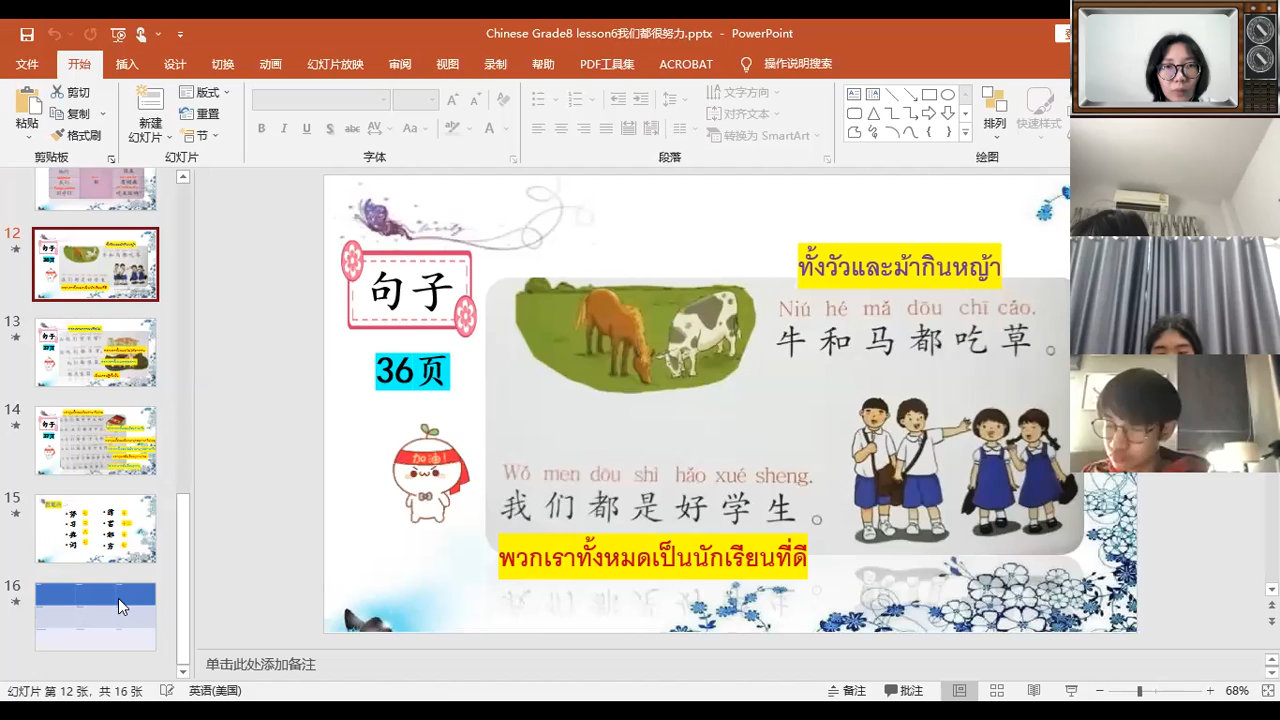 Chinese Grade8 lesson6我们都很努力.pptx - PowerPoint
文件 开始 插入 设计 切换 动画 幻灯片放映 审阅 视图 录制 帮助 PDF工具集 ACROBAT 操作说明搜索
粘贴 剪切 复制 格式刷 新建 幻灯片 版式 重置 节
B I U S abc AV Aa A
文字方向 对齐文本 转换为 SmartArt
排列 快速样式
剪贴板 幻灯片 字体 段落 绘图
12
13
14
15
16
句子
36页
加油!
ทั้งวัวและม้ากินหญ้า
Niú hé mǎ dōu chī cǎo.
牛和马都吃草。
Wǒ men dōu shì hǎo xué sheng.
我们都是好学生。
พวกเราทั้งหมดเป็นนักเรียนที่ดี
单击此处添加备注
幻灯片 第 12 张，共 16 张 英语(美国) 备注 批注 68%